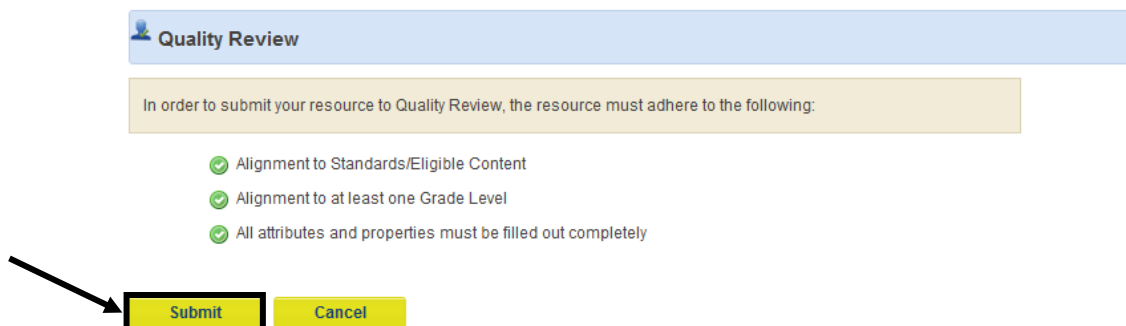 Quality Review
In order to submit your resource to Quality Review, the resource must adhere to the following:
Alignment to Standards/Eligible Content
Alignment to at least one Grade Level
All attributes and properties must be filled out completely
Submit Cancel